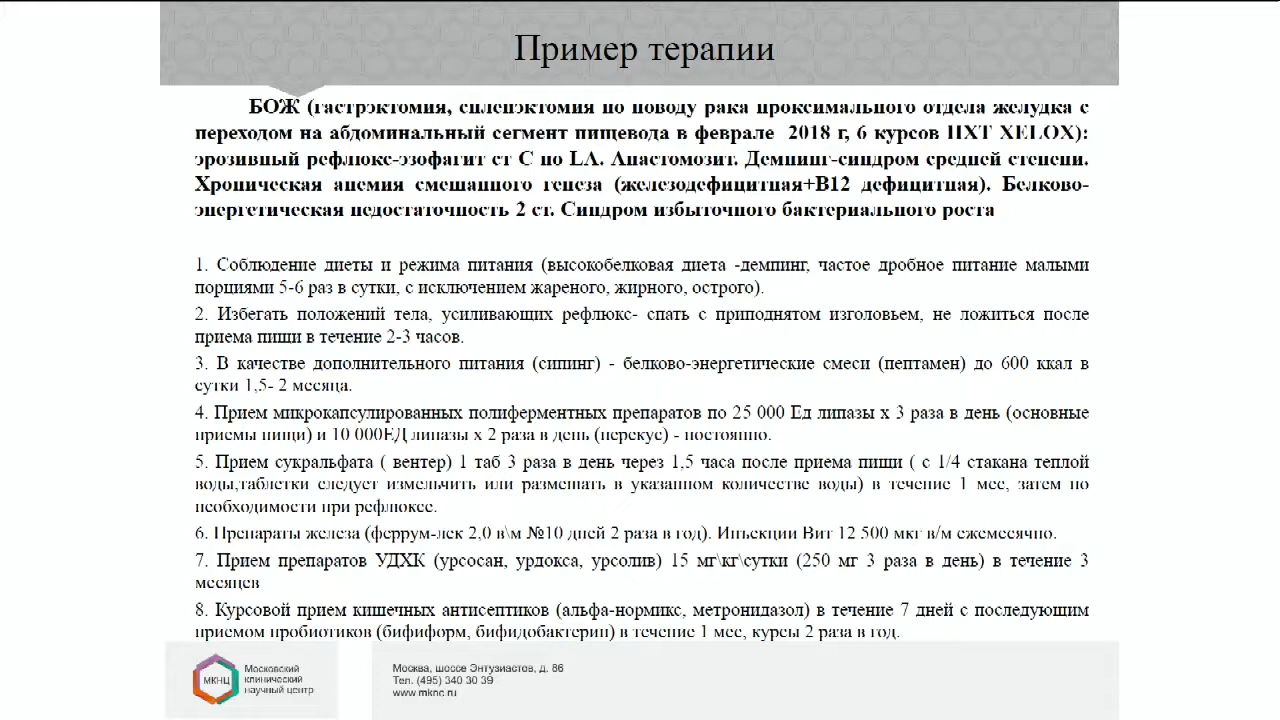 Пример терапии
БОЖ (гастрэктомия, спленэктомия по поводу рака проксимального отдела желудка с
переходом на абдоминальный сегмент пищевода в феврале 2018 г, 6 курсов ПХТ XELOX):
эрозивный рефлюкс-эзофагит ст С по LA. Анастомозит. Демпинг-синдром средней степени.
Хроническая анемия смешанного генеза (железодефицитная+В12 дефицитная). Белково-
энергетическая недостаточность 2 ст. Синдром избыточного бактериального роста
1. Соблюдение диеты и режима питания (высокобелковая диета -демпинг, частое дробное питание малыми
порциями 5-6 раз в сутки, с исключением жареного, жирного, острого).
2. Избегать положений тела, усиливающих рефлюкс- спать с приподнятом изголовьем, не ложиться после
приема пищи в течение 2-3 часов.
3. В качестве дополнительного питания (сипинг) - белково-энергетические смеси (пептамен) до 600 ккал в
сутки 1,5- 2 месяца.
4. Прием микрокапсулированных полиферментных препаратов по 25 000 Ед липазы х 3 раза в день (основные
приемы пищи) и 10 000ЕД липазы х 2 раза в день (перекус) - постоянно.
5. Прием сукральфата ( вентер) 1 таб 3 раза в день через 1,5 часа после приема пищи ( с 1/4 стакана теплой
воды,таблетки следует измельчить или размешать в указанном количестве воды) в течение 1 мес, затем по
необходимости при рефлюксе.
6. Препараты железа (феррум-лек 2,0 в\м №10 дней 2 раза в год). Инъекции Вит 12 500 мкг в/м ежемесячно.
7. Прием препаратов УДХК (урсосан, урдокса, урсолив) 15 мг\кг\сутки (250 мг 3 раза в день) в течение 3
месяцев
8. Курсовой прием кишечных антисептиков (альфа-нормикс, метронидазол) в течение 7 дней с последующим
приемом пробиотиков (бифиформ, бифидобактерин) в течение 1 мес, курсы 2 раза в год.
МКНЦ
Московский
клинический
научный центр
Москва, шоссе Энтузиастов, д. 86
Тел. (495) 340 30 39
www.mknc.ru